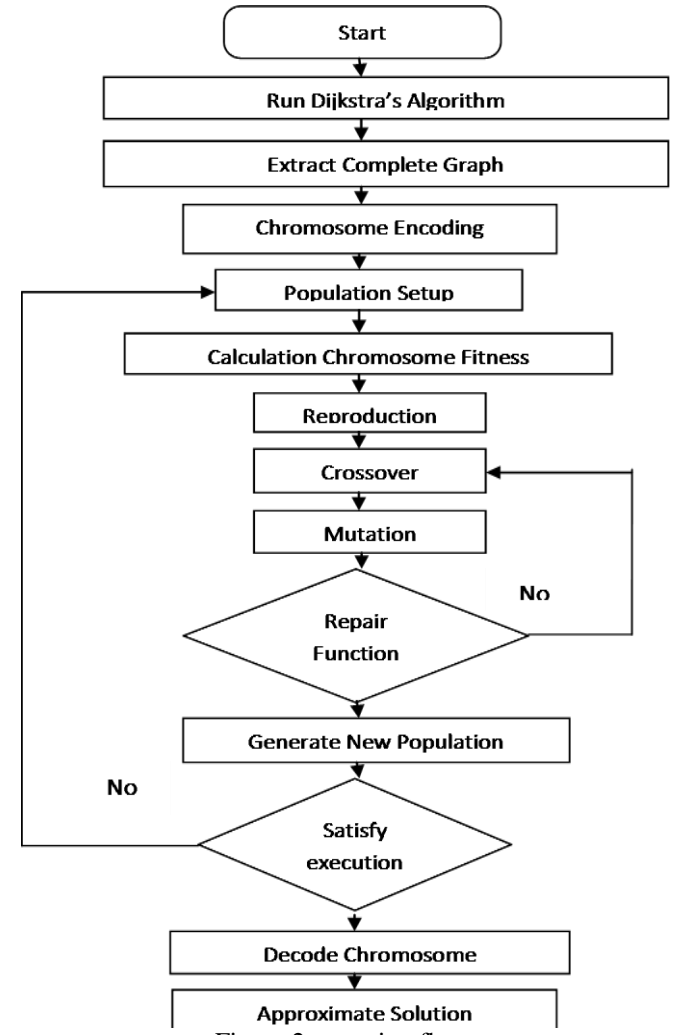 Start
Run Dijkstra's Algorithm
Extract Complete Graph
Chromosome Encoding
Population Setup
Calculation Chromosome Fitness
Reproduction
Crossover
Mutation
No
Repair
Function
Generate New Population
No
Satisfy
execution
Decode Chromosome
Approximate Solution